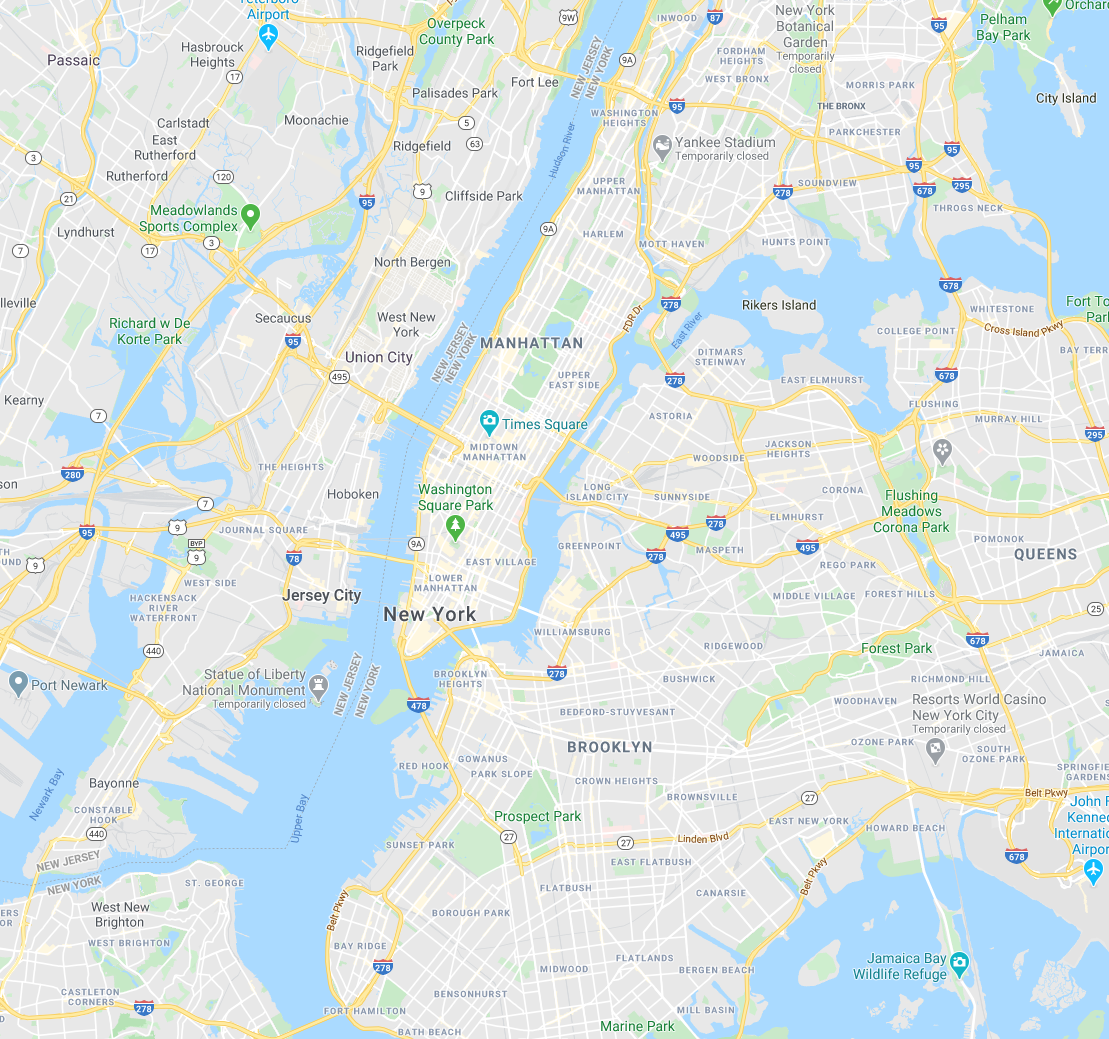 Teterboro
Airport
Overpeck
County Park
9W
INWOOD
87
New York
Botanical
Garden
Temporarily
closed
95
Pelham
Bay Park
Orchar
Passaic
Hasbrouck
Heights
17
Ridgefield
Park
Fort Lee
NEW JERSEY
NEW YORK
9A
FORDHAM
HEIGHTS
WEST BRONX
MORRIS PARK
City Island
Palisades Park
95
THE BRONX
WASHINGTON
HEIGHTS
Carlstadt
Moonachie
5
63
Hudson River
PARKCHESTER
East
Rutherford
Ridgefield
Yankee Stadium
Temporarily closed
95
95
3
Rutherford
120
9
Cliffside Park
UPPER
MANHATTAN
278
SOUNDVIEW
678
295
21
95
THROGS NECK
Meadowlands
Sports Complex
Lyndhurst
3
17
7
9A
HARLEM
MOTT HAVEN
HUNTS POINT
North Bergen
678
lleville
Secaucus
West New
York
278
Rikers Island
WHITESTONE
Fort To
Park
Richard w De
Korte Park
FDR Dr
East River
COLLEGE POINT
Cross Island Pkwy
95
Union City
NEW JERSEY
NEW YORK
MANHATTAN
DITMARS
STEINWAY
BAY TERR
495
UPPER
EAST SIDE
278
EAST ELMHURST
678
Kearny
7
FLUSHING
Times Square
ASTORIA
MURRAY HILL
295
MIDTOWN
MANHATTAN
JACKSON
HEIGHTS
WOODSIDE
280
THE HEIGHTS
son
Hoboken
Washington
Square Park
LONG
ISLAND CITY
SUNNYSIDE
CORONA
Flushing
Meadows
Corona Park
7
278
ELMHURST
95
9
JOURNAL SQUARE
9A
GREENPOINT
495
495
MASPETH
POMONOK
BYP
9
78
278
QUEENS
9
EAST VILLAGE
REGO PARK
WEST SIDE
LOWER
MANHATTAN
Jersey City
MIDDLE VILLAGE
FOREST HILLS
HACKENSACK
RIVER
WATERFRONT
25
New York
WILLIAMSBURG
678
440
RIDGEWOOD
Forest Park
JAMAICA
Port Newark
Statue of Liberty
National Monument
Temporarily closed
NEW JERSEY
NEW YORK
BROOKLYN
HEIGHTS
278
BUSHWICK
RICHMOND HILL
478
WOODHAVEN
Resorts World Casino
New York City
Temporarily closed
BEDFORD-STUYVESANT
OZONE PARK
BROOKLYN
SOUTH
OZONE PARK
RED HOOK
GOWANUS
PARK SLOPE
SPRINGFIE
GARDENS
Newark Bay
Bayonne
CROWN HEIGHTS
BROWNSVILLE
27
Belt Pkwy
CONSTABLE
HOOK
Upper Bay
Prospect Park
EAST NEW YORK
HOWARD BEACH
John F
Kenned
Internatio
Airpor
440
27
27
Linden Blvd
SUNSET PARK
678
NEW JERSEY
NEW YORK
EAST FLATBUSH
Belt Pkwy
ST. GEORGE
FLATBUSH
CANARSIE
West New
Brighton
Belt Pkwy
BOROUGH PARK
WEST BRIGHTON
BAY RIDGE
278
FLATLANDS
MIDWOOD
BERGEN BEACH
Jamaica Bay
Wildlife Refuge
CASTLETON
CORNERS
278
BENSONHURST
FORT HAMILTON
MILL BASIN
BATH BEACH
Marine Park